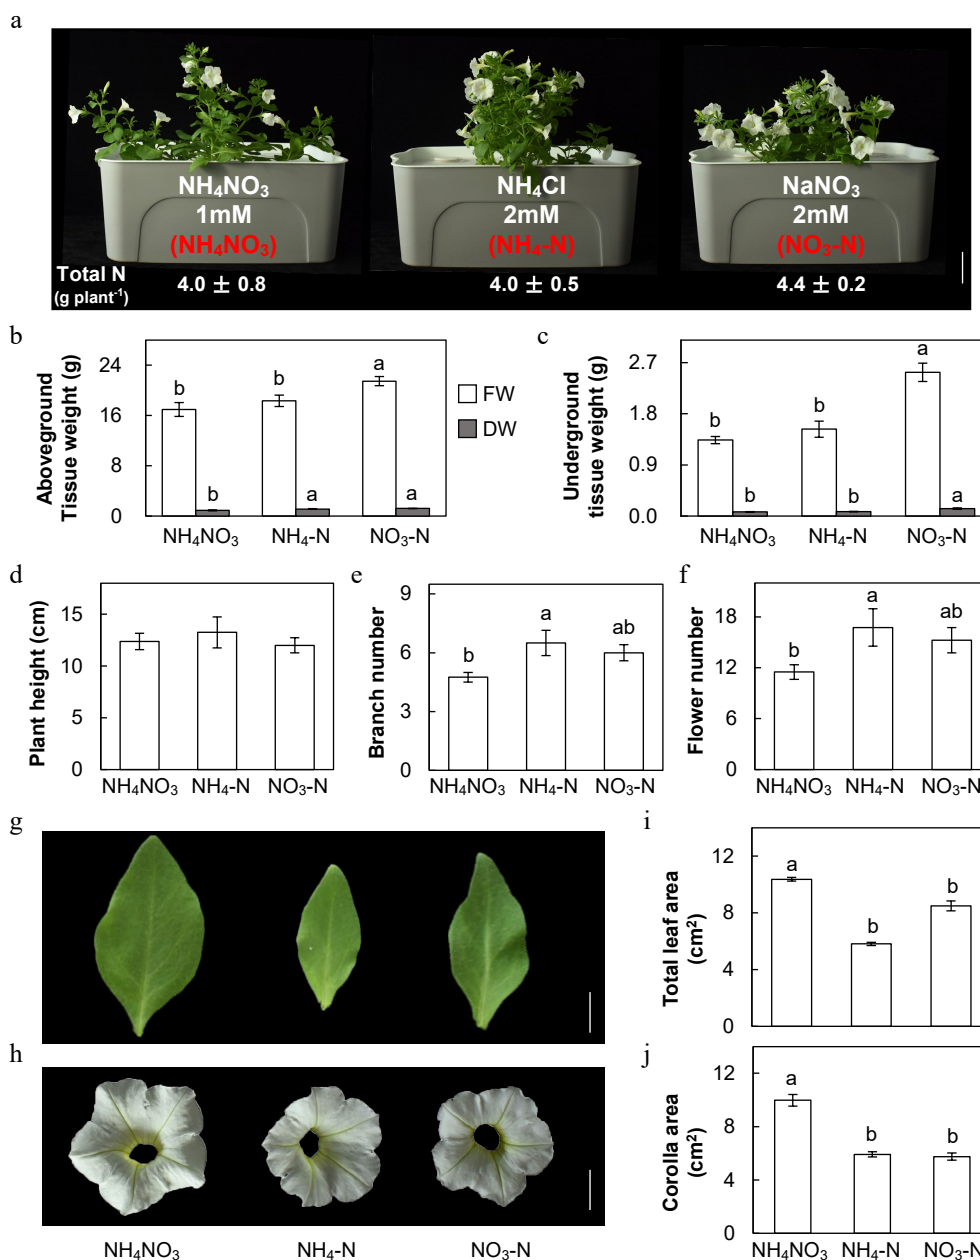 a
NH₄NO₃
1mM
(NH₄NO₃)
NH₄Cl
2mM
(NH₄-N)
NaNO₃
2mM
(NO₃-N)
Total N
(g plant⁻¹)
4.0 ± 0.8
4.0 ± 0.5
4.4 ± 0.2
b
Aboveground
Tissue weight (g)
24
16
8
0
b
b
a
b
a
a
NH₄NO₃
NH₄-N
NO₃-N
FW
DW
c
Underground
tissue weight (g)
2.7
1.8
0.9
0.0
b
b
a
b
b
a
NH₄NO₃
NH₄-N
NO₃-N
d
Plant height (cm)
15
10
5
0
NH₄NO₃
NH₄-N
NO₃-N
e
Branch number
9
6
3
0
b
a
ab
NH₄NO₃
NH₄-N
NO₃-N
f
Flower number
18
12
6
0
b
a
ab
NH₄NO₃
NH₄-N
NO₃-N
g
h
NH₄NO₃
NH₄-N
NO₃-N
i
Total leaf area
(cm²)
12
8
4
0
a
b
b
j
Corolla area
(cm²)
12
8
4
0
a
b
b
NH₄NO₃
NH₄-N
NO₃-N